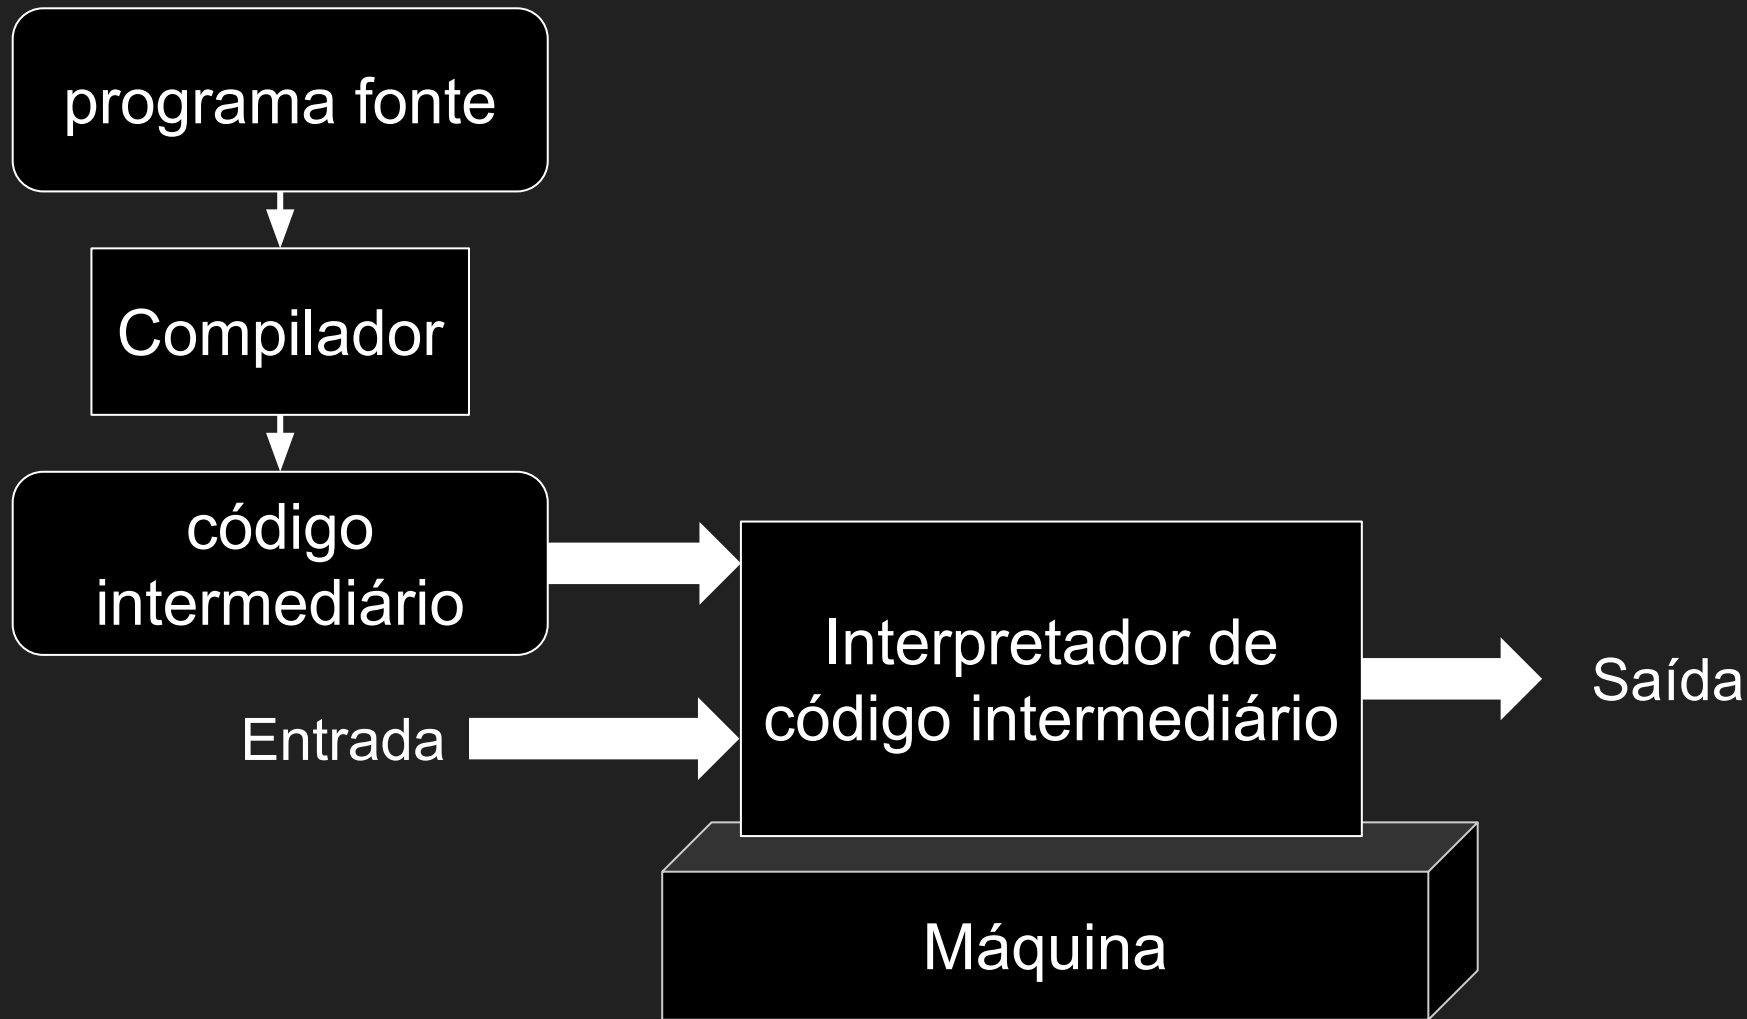 programa fonte
Compilador
código
intermediário
Entrada
Interpretador de
código intermediário
Saída
Máquina